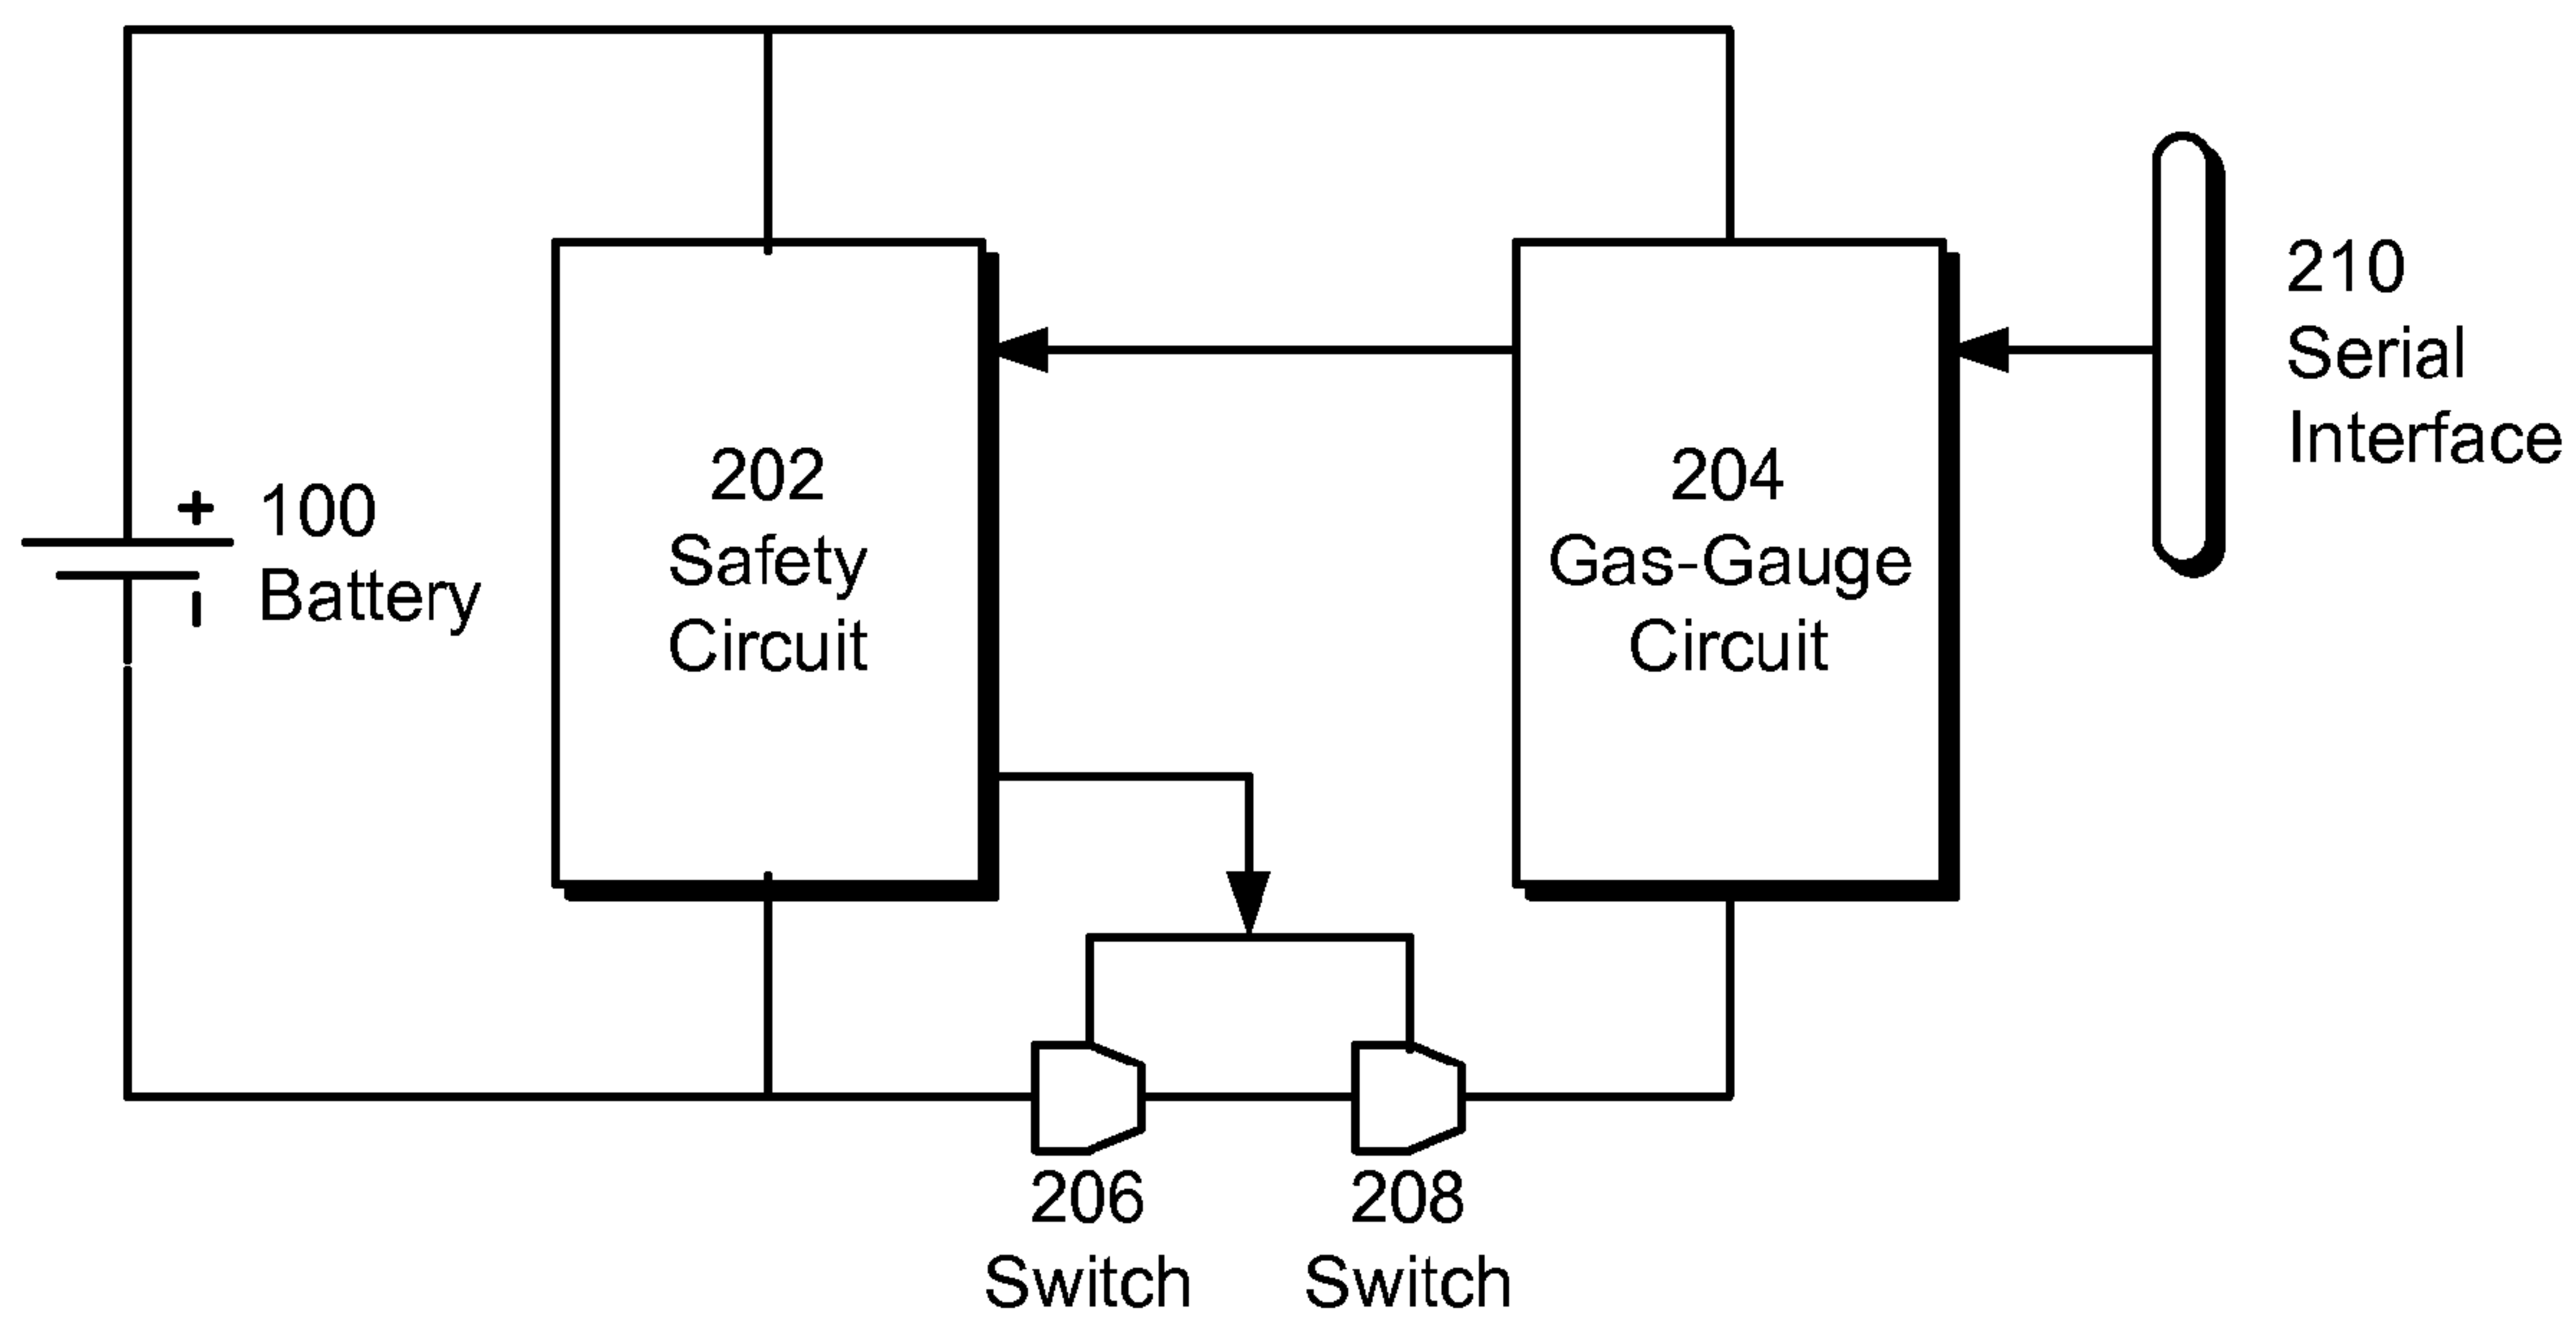 +
100
Battery
-
202
Safety
Circuit
204
Gas-Gauge
Circuit
210
Serial
Interface
206
Switch
208
Switch